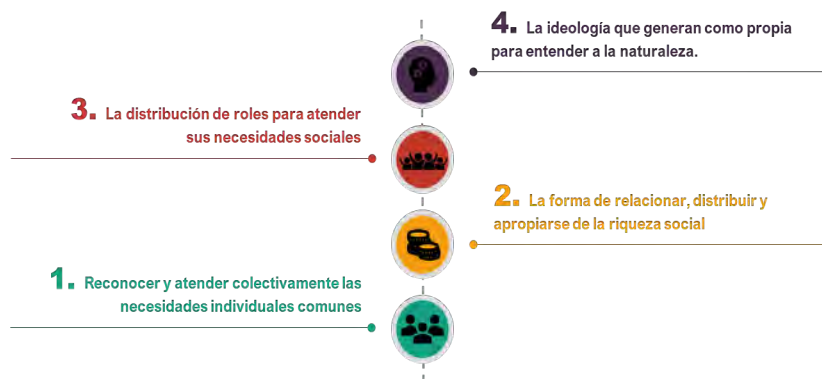 4. La ideología que generan como propia
para entender a la naturaleza.
3. La distribución de roles para atender
sus necesidades sociales
2. La forma de relacionar, distribuir y
apropiarse de la riqueza social
1. Reconocer y atender colectivamente las
necesidades individuales comunes